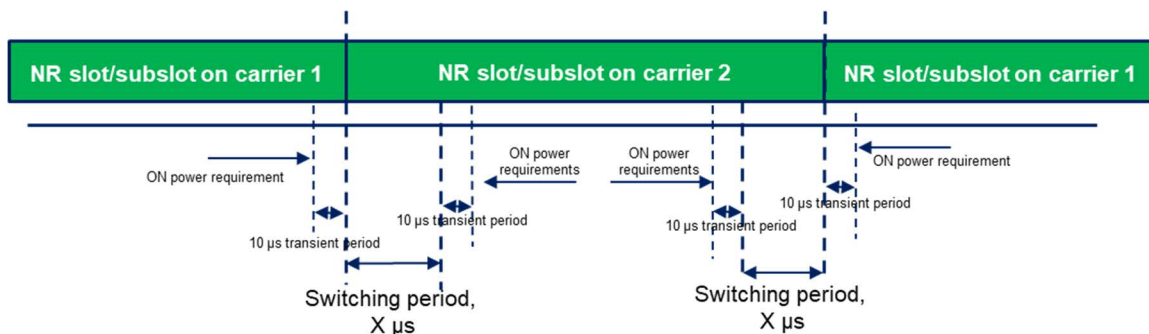 NR slot/subslot on carrier 1
NR slot/subslot on carrier 2
NR slot/subslot on carrier 1
ON power requirement
ON power
requirements
ON power
requirements
ON power requirement
10 µs transient period
10 µs transient period
10 µs transient period
10 µs transient period
Switching period,
X µs
Switching period,
X µs